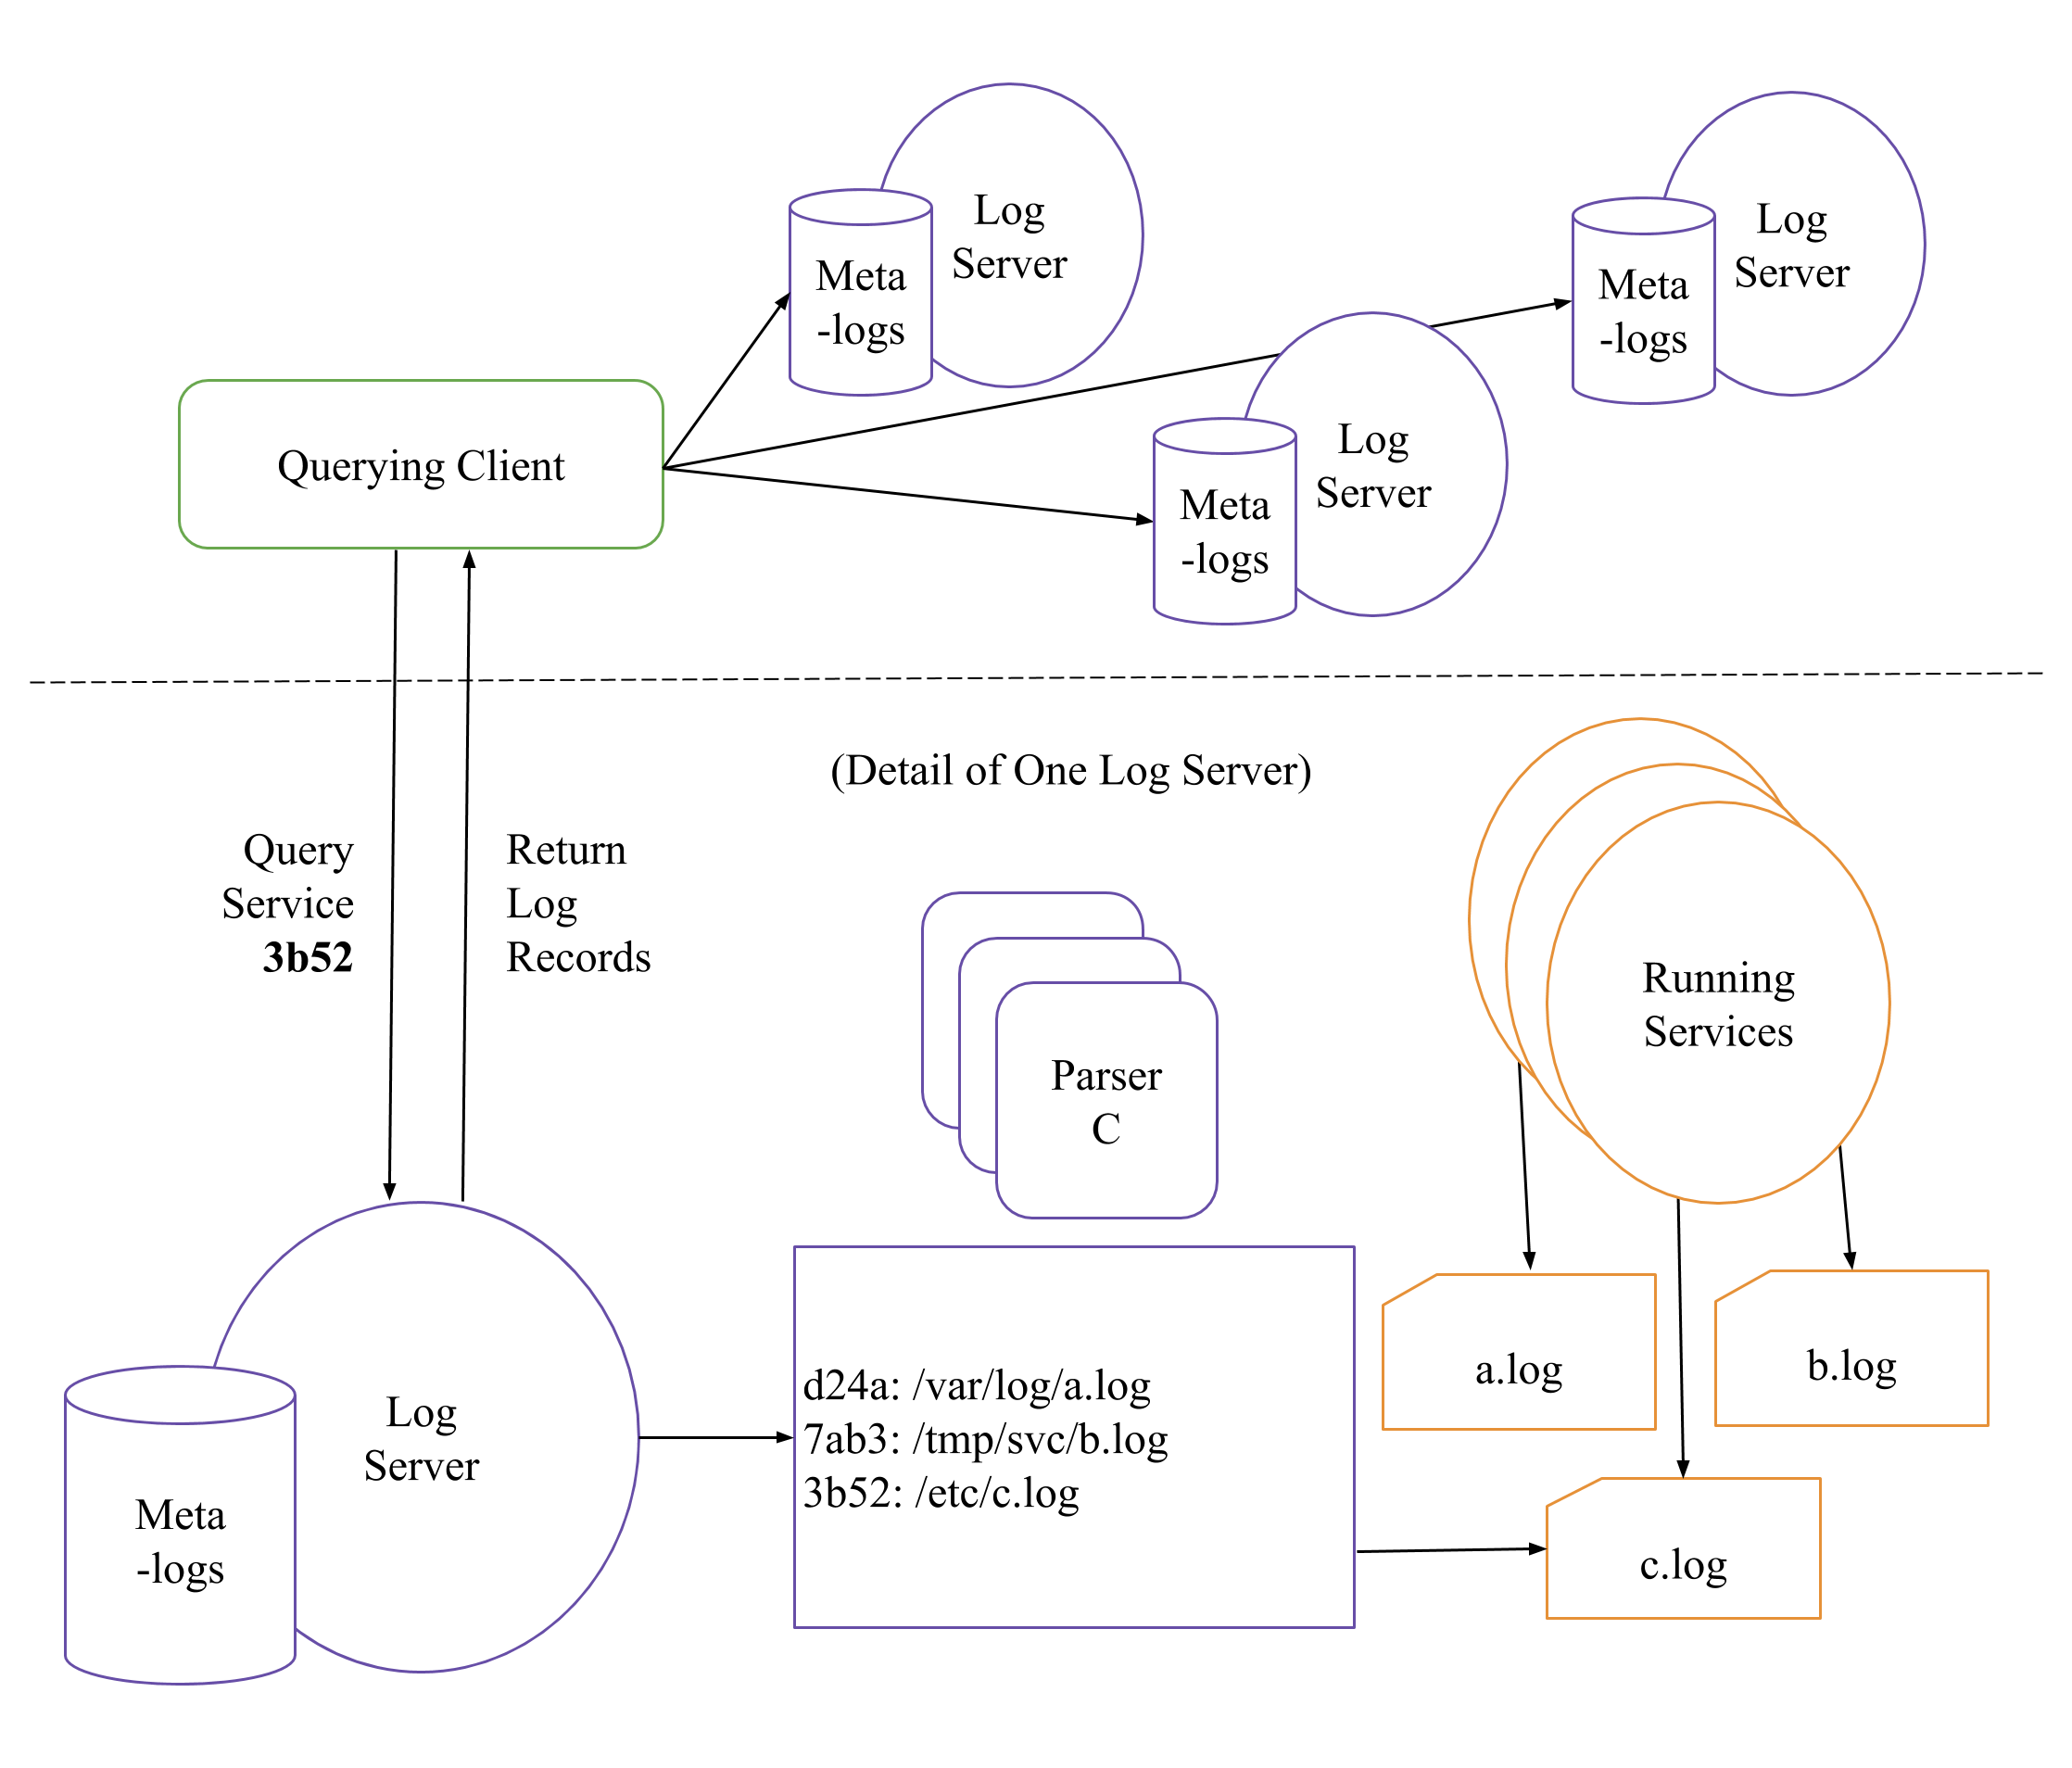 Log
Server
Meta
-logs
Log
Server
Meta
-logs
Log
Server
Meta
-logs
Querying Client
(Detail of One Log Server)
Query
Service
3b52
Return
Log
Records
Parser
C
Running
Services
Log
Server
Meta
-logs
d24a: /var/log/a.log
7ab3: /tmp/svc/b.log
3b52: /etc/c.log
a.log
b.log
c.log